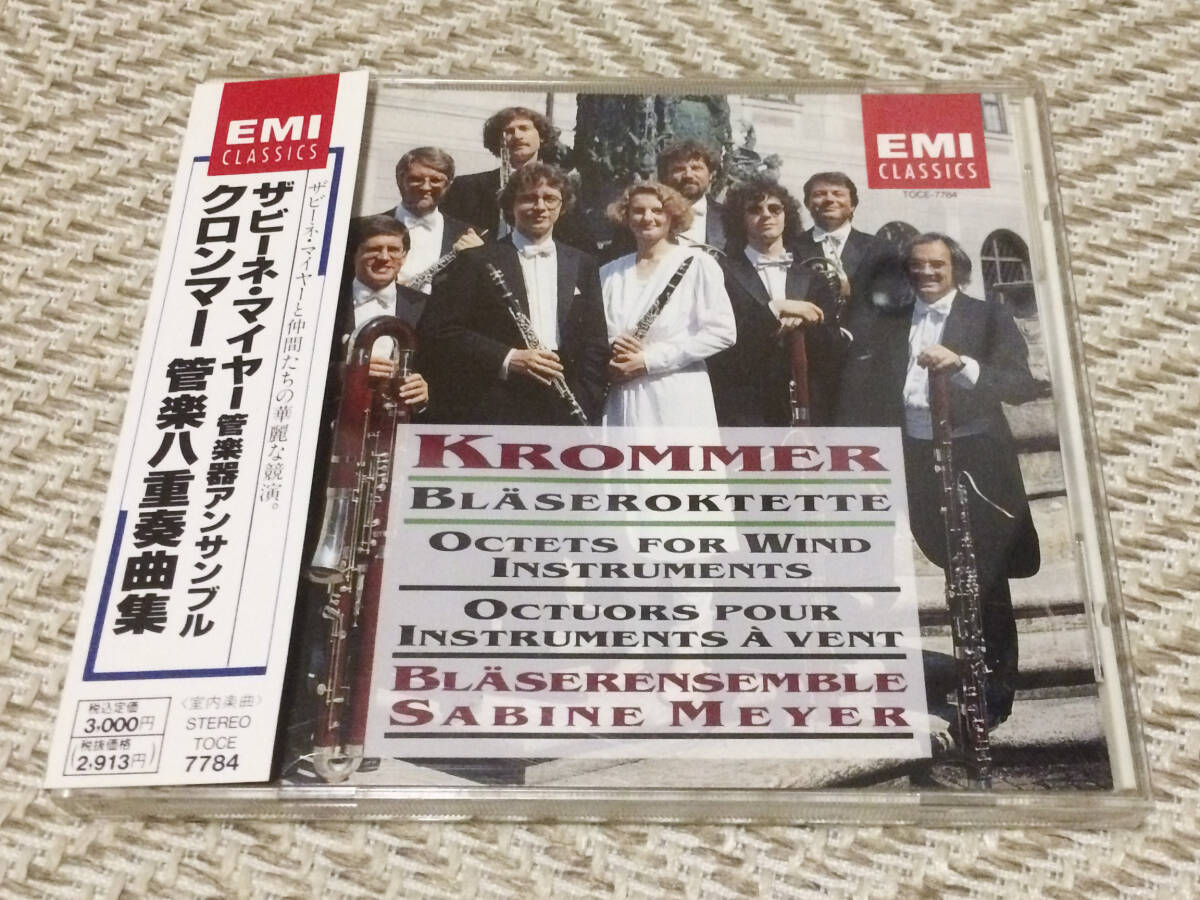 EMI
CLASSICS
ザビーネ・マイヤーと仲間たちの華麗な競演。
ザビーネ・マイヤー 管楽器アンサンブル
クロンマー 管楽八重奏曲集
税込定価
3,000円
(税抜価格
2,913円)
〈室内楽曲〉
STEREO
TOCE
7784
EMI
CLASSICS
TOCE-7784
KROMMER
BLÄSEROKTETTE
OCTETS FOR WIND
INSTRUMENTS
OCTUORS POUR
INSTRUMENTS À VENT
BLÄSERENSEMBLE
SABINE MEYER